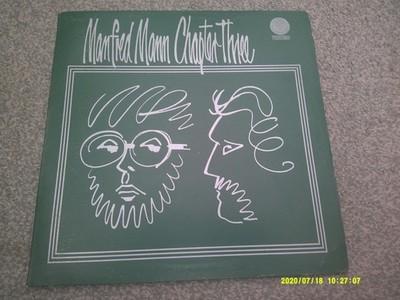 Manfred Mann Chapter Three
2020/07/18 10:27:07